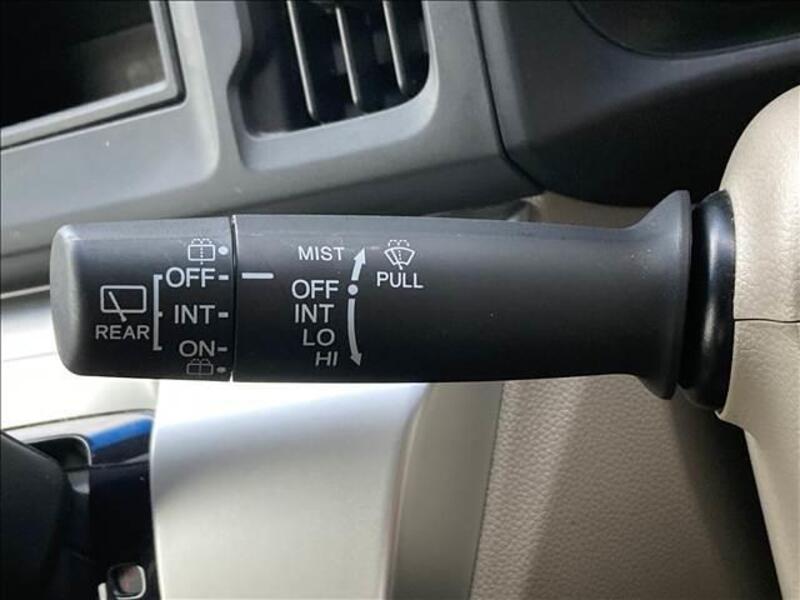 OFF
INT
ON
REAR
MIST
OFF
INT
LO
HI
PULL